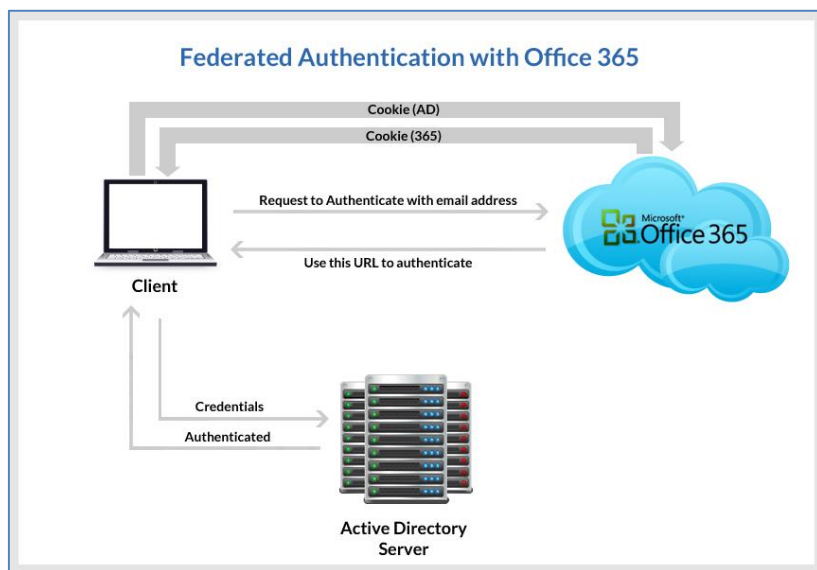 Federated Authentication with Office 365
Cookie (AD)
Cookie (365)
Request to Authenticate with email address
Microsoft®
Office 365
Use this URL to authenticate
Client
Credentials
Authenticated
Active Directory
Server